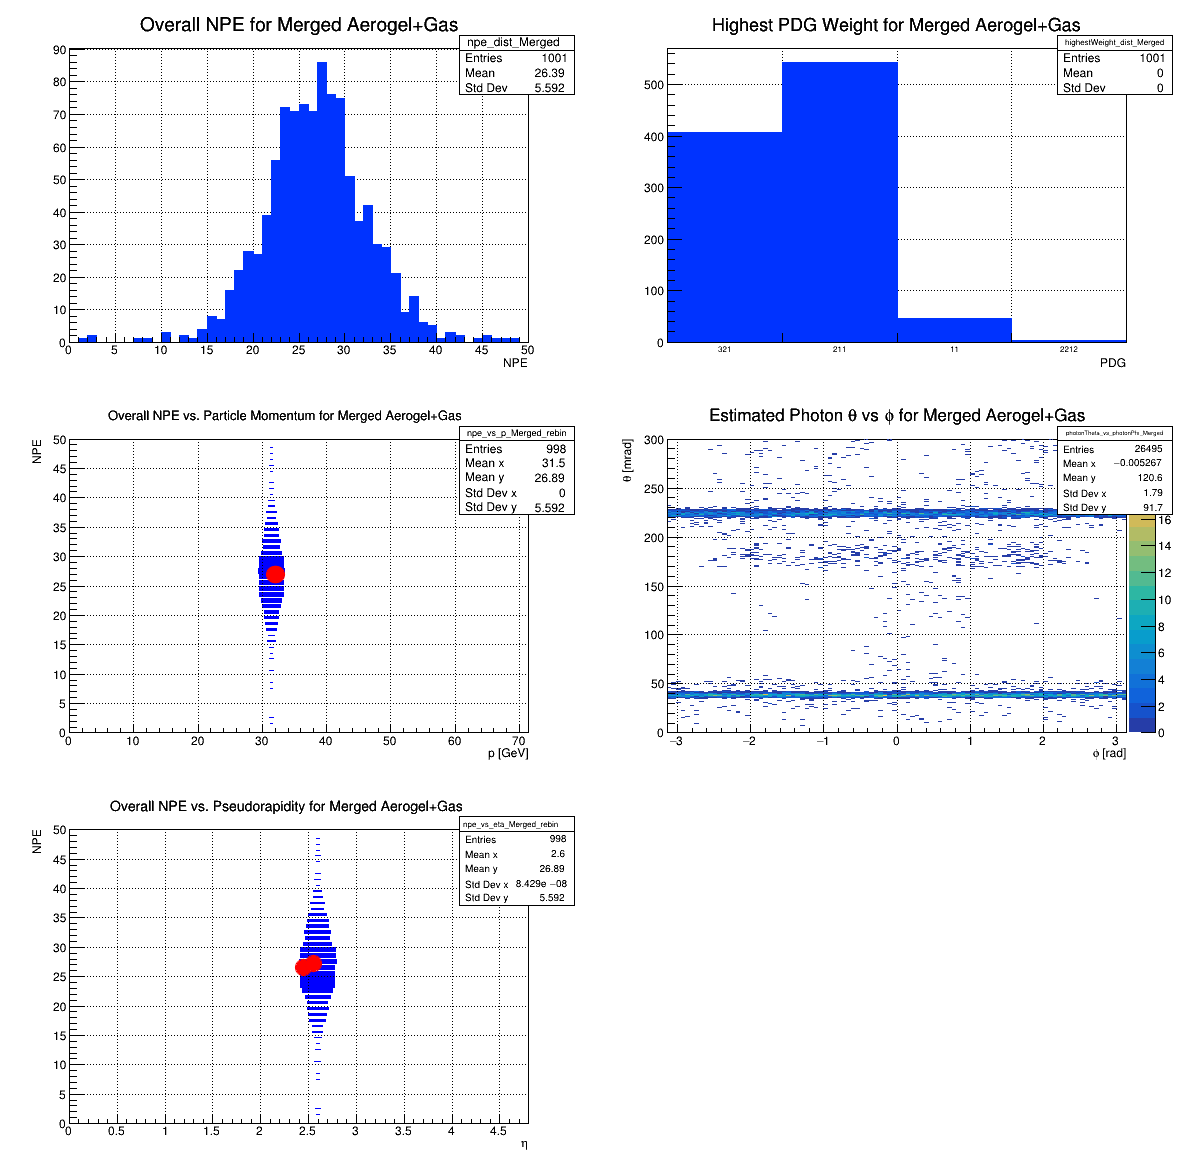 Overall NPE for Merged Aerogel+Gas
npe_dist_Merged
Entries 1001
Mean 26.39
Std Dev 5.592
90
80
70
60
50
40
30
20
10
0
0 5 10 15 20 25 30 35 40 45 50
NPE
Highest PDG Weight for Merged Aerogel+Gas
highestWeight_dist_Merged
Entries 1001
Mean 0
Std Dev 0
500
400
300
200
100
0
321 211 11 2212
PDG
Overall NPE vs. Particle Momentum for Merged Aerogel+Gas
npe_vs_p_Merged_rebin
Entries 998
Mean x 31.5
Mean y 26.89
Std Dev x 0
Std Dev y 5.592
NPE
50
45
40
35
30
25
20
15
10
5
0
0 10 20 30 40 50 60 70
p [GeV]
Estimated Photon θ vs ϕ for Merged Aerogel+Gas
photonTheta_vs_photonPhi_Merged
Entries 26495
Mean x −0.005267
Mean y 120.6
Std Dev x 1.79
Std Dev y 91.7
θ [mrad]
300
250
200
150
100
50
0
−3 −2 −1 0 1 2 3
ϕ [rad]
16
14
12
10
8
6
4
2
0
Overall NPE vs. Pseudorapidity for Merged Aerogel+Gas
npe_vs_eta_Merged_rebin
Entries 998
Mean x 2.6
Mean y 26.89
Std Dev x 8.429e −08
Std Dev y 5.592
NPE
50
45
40
35
30
25
20
15
10
5
0
0 0.5 1 1.5 2 2.5 3 3.5 4 4.5
η